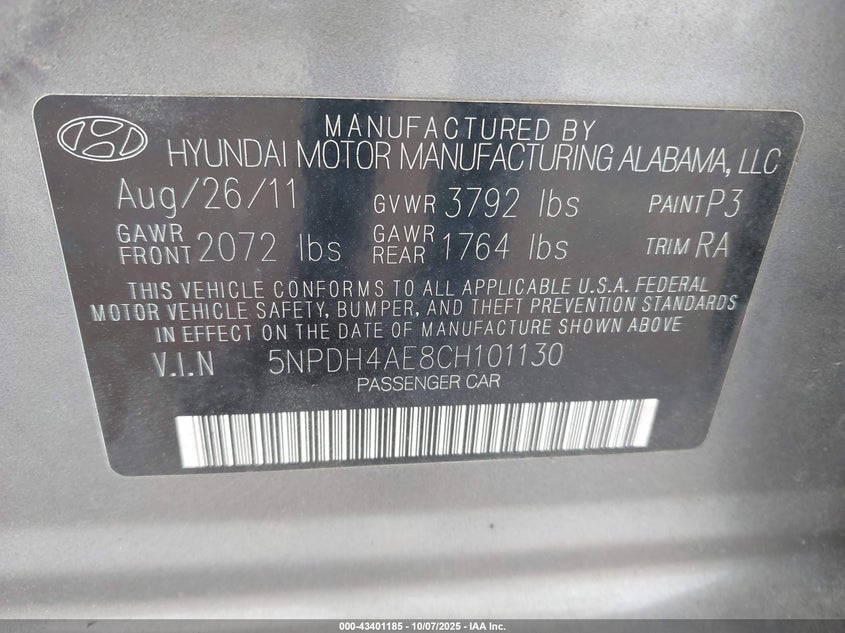 MANUFACTURED BY
HYUNDAI MOTOR MANUFACTURING ALABAMA, LLC
Aug/26/11 GVWR 3792 lbs PAINT P3
GAWR FRONT 2072 lbs GAWR REAR 1764 lbs TRIM RA
THIS VEHICLE CONFORMS TO ALL APPLICABLE U.S.A. FEDERAL
MOTOR VEHICLE SAFETY, BUMPER, AND THEFT PREVENTION STANDARDS
IN EFFECT ON THE DATE OF MANUFACTURE SHOWN ABOVE
V.I.N 5NPDH4AE8CH101130
PASSENGER CAR
000-43401185 - 10/07/2025 - IAA Inc.